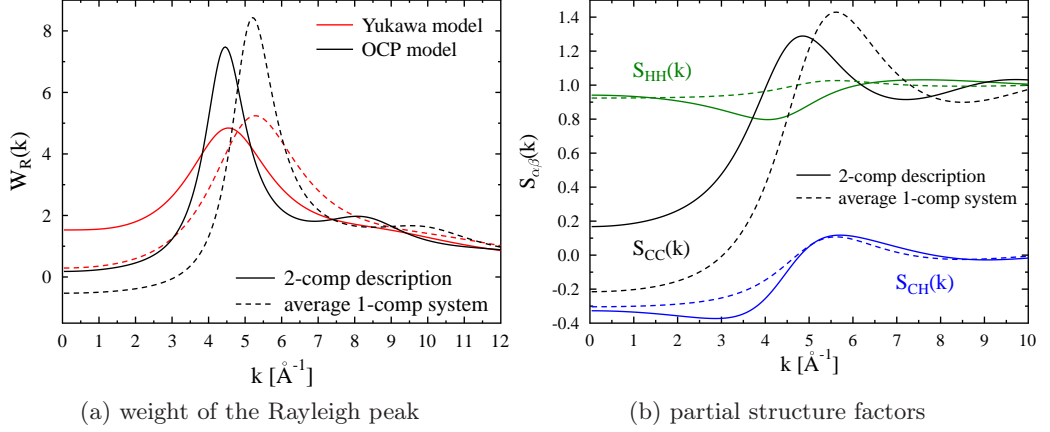 Yukawa model
OCP model
2-comp description
average 1-comp system
W_R(k)
8
6
4
2
0
0 1 2 3 4 5 6 7 8 9 10 11 12
k [Å^-1]
(a) weight of the Rayleigh peak
S_HH(k)
2-comp description
average 1-comp system
S_CC(k)
S_CH(k)
S_αβ(k)
1.4
1.2
1.0
0.8
0.6
0.4
0.2
0.0
-0.2
-0.4
0 1 2 3 4 5 6 7 8 9 10
k [Å^-1]
(b) partial structure factors